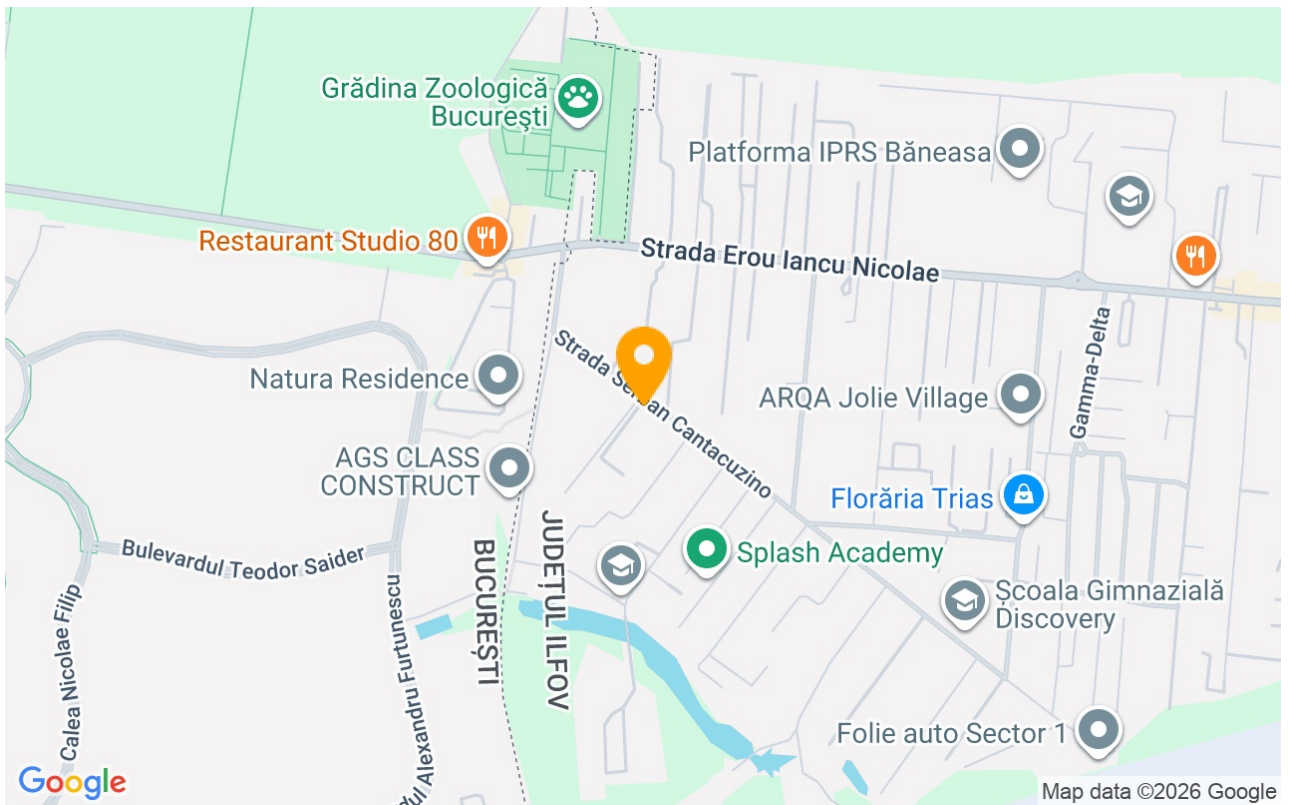 Grădina Zoologică
București
Platforma IPRS Băneasa
Restaurant Studio 80
Strada Erou Iancu Nicolae
Gamma-Delta
Natura Residence
ARQA Jolie Village
Strada Cantacuzino
AGS CLASS
CONSTRUCT
Florăria Trias
Bulevardul Teodor Saider
BUCUREȘTI
JUDEȚUL ILFOV
Splash Academy
Școala Gimnazială
Discovery
Calea Nicolae Filip
Alexandru Furtunescu
Folie auto Sector 1
Google
Map data ©2026 Google